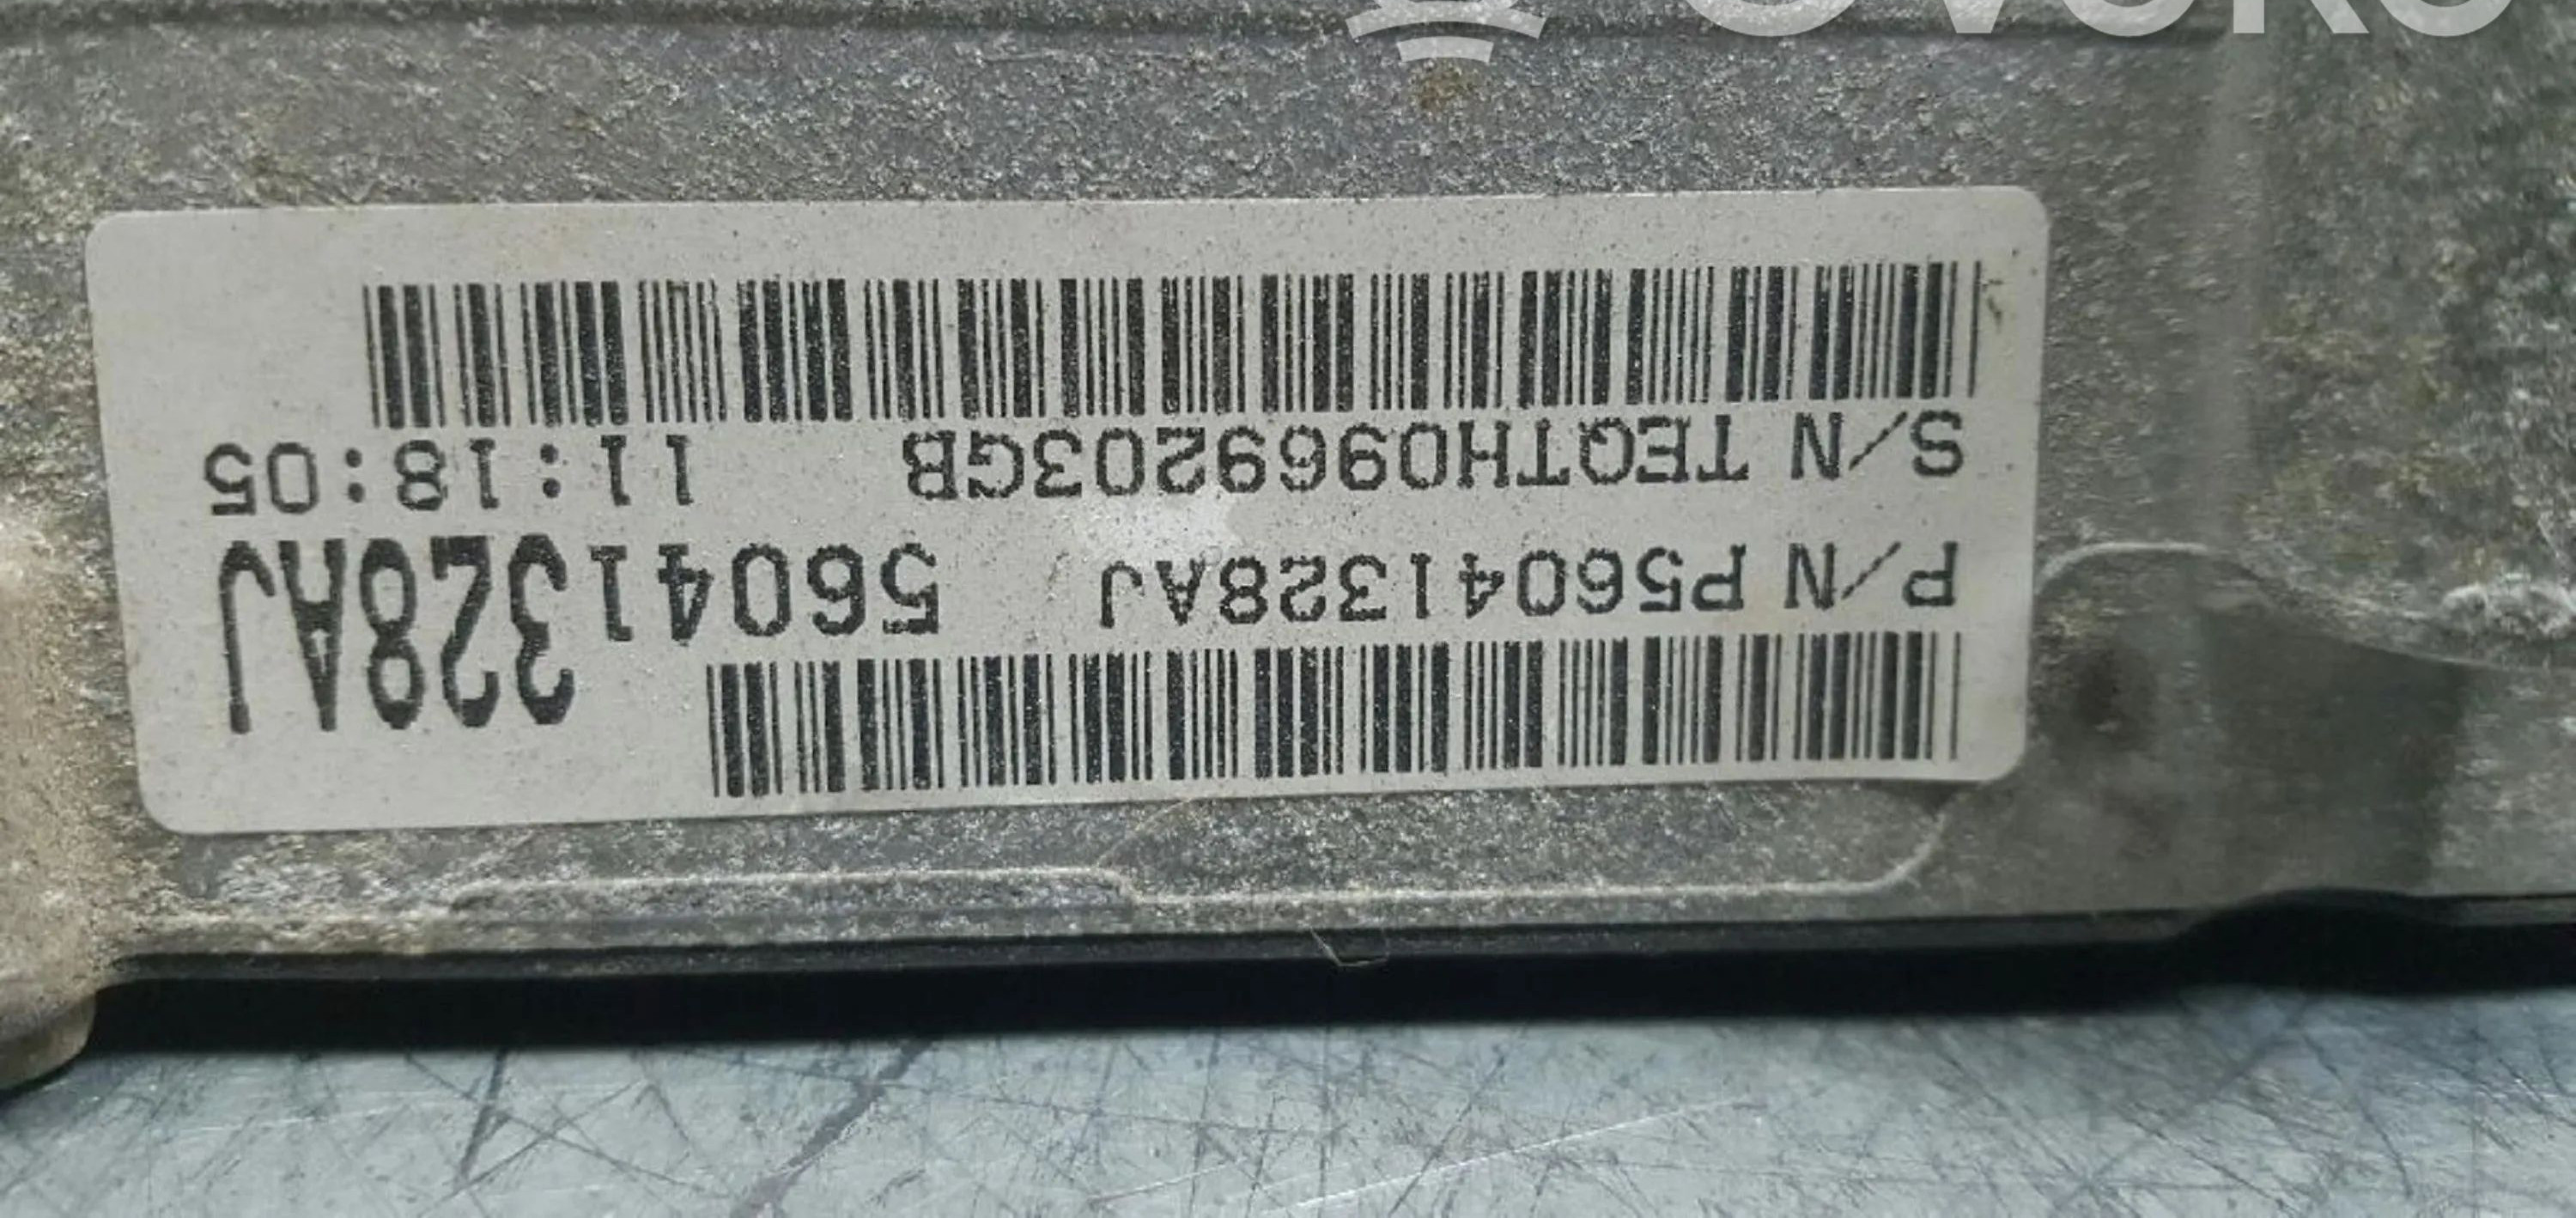 P/N P56041328AJ 56041328AJ
S/N TEQTH0969203GB 11:18:05